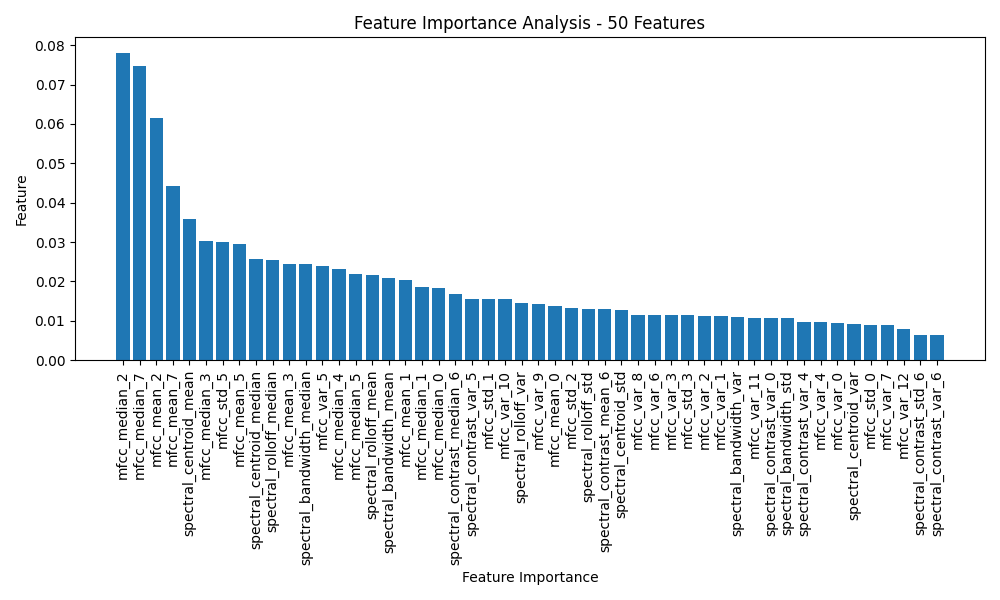 Feature Importance Analysis - 50 Features
Feature
0.08
0.07
0.06
0.05
0.04
0.03
0.02
0.01
0.00
mfcc_median_2
mfcc_median_7
mfcc_mean_2
mfcc_mean_7
spectral_centroid_mean
mfcc_median_3
mfcc_std_5
mfcc_mean_5
spectral_centroid_median
spectral_rolloff_median
mfcc_mean_3
spectral_bandwidth_median
mfcc_var_5
mfcc_median_4
mfcc_median_5
spectral_rolloff_mean
spectral_bandwidth_mean
mfcc_mean_1
mfcc_median_1
mfcc_median_0
spectral_contrast_median_6
spectral_contrast_var_5
mfcc_std_1
mfcc_var_10
spectral_rolloff_var
mfcc_var_9
mfcc_mean_0
mfcc_std_2
spectral_rolloff_std
spectral_contrast_mean_6
spectral_centroid_std
mfcc_var_8
mfcc_var_6
mfcc_var_3
mfcc_std_3
mfcc_var_2
mfcc_var_1
spectral_bandwidth_var
mfcc_var_11
spectral_contrast_var_0
spectral_bandwidth_std
spectral_contrast_var_4
mfcc_var_4
mfcc_var_0
spectral_centroid_var
mfcc_std_0
mfcc_var_7
mfcc_var_12
spectral_contrast_std_6
spectral_contrast_var_6
Feature Importance